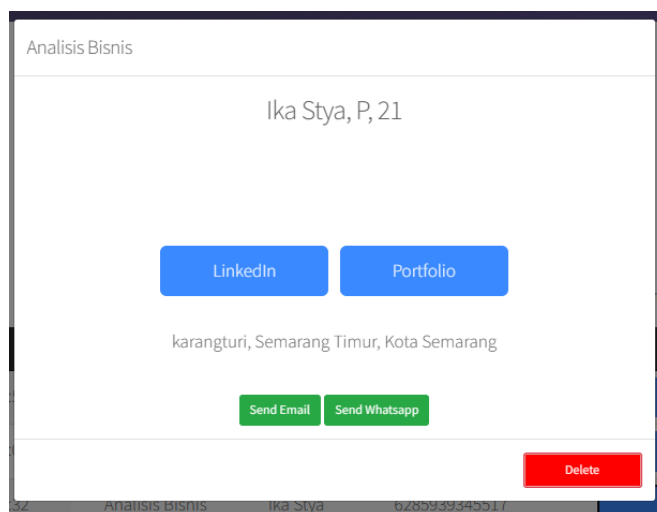 Analisis Bisnis
Ika Stya, P, 21
LinkedIn Portfolio
karangturi, Semarang Timur, Kota Semarang
Send Email Send Whatsapp
Delete
Analisis Bisnis Ika Stya 6285939345517